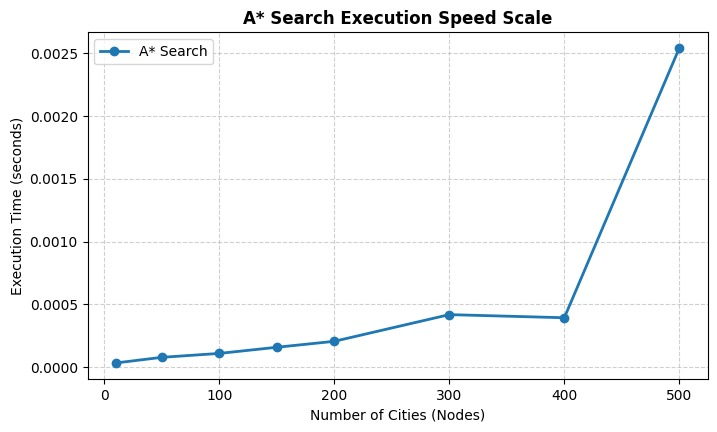 A* Search Execution Speed Scale
A* Search
Execution Time (seconds)
0.0025
0.0020
0.0015
0.0010
0.0005
0.0000
0 100 200 300 400 500
Number of Cities (Nodes)